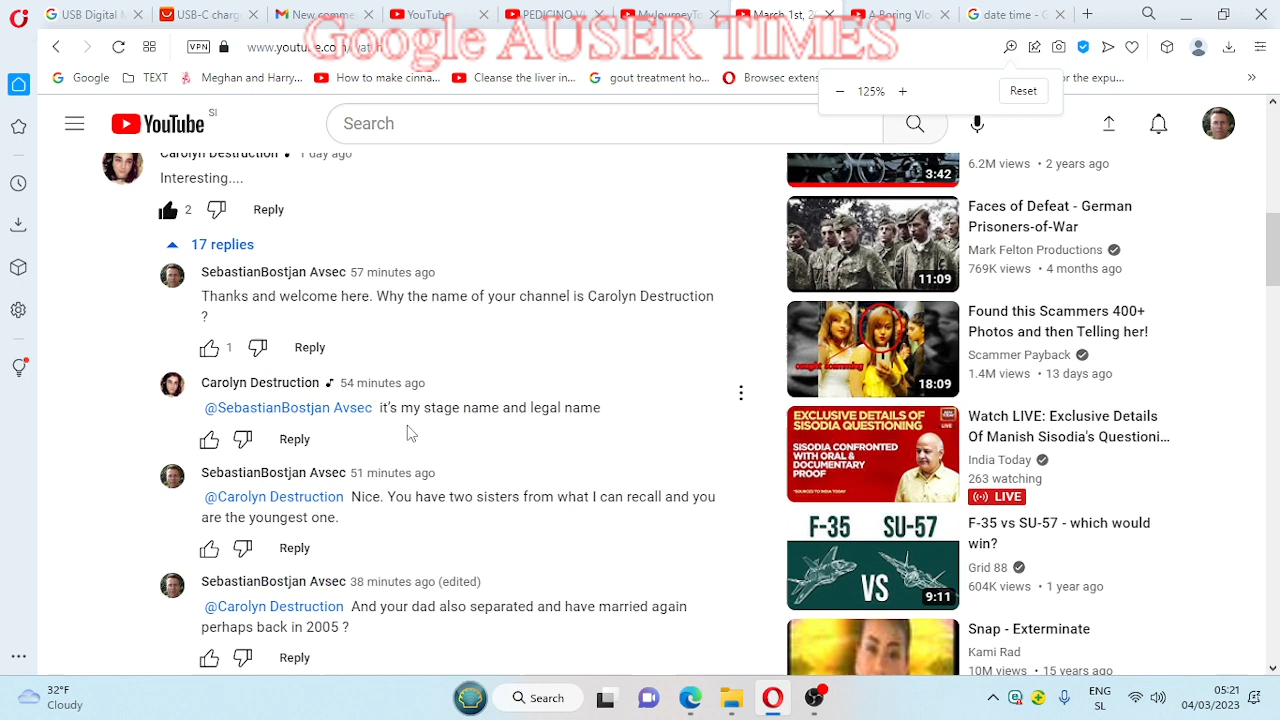 USB Digital
USB-C charg
New comme
YouTube
PEDICINO Vi
MyJourneyTo
March 1st, 2
A Boring Vlo
date time - G
Google AUSER TIMES
VPN
www.youtube.com/watch
Google
TEXT
Meghan and Harry...
How to make cinna...
Cleanse the liver in...
gout treatment ho...
Browsec extens
for the expu...
125%
Reset
YouTube
SI
Search
Carolyn Destruction
1 day ago
Interesting....
2
Reply
17 replies
SebastianBostjan Avsec 57 minutes ago
Thanks and welcome here. Why the name of your channel is Carolyn Destruction
?
1
Reply
Carolyn Destruction
54 minutes ago
@SebastianBostjan Avsec it's my stage name and legal name
Reply
SebastianBostjan Avsec 51 minutes ago
@Carolyn Destruction Nice. You have two sisters from what I can recall and you
are the youngest one.
Reply
SebastianBostjan Avsec 38 minutes ago (edited)
@Carolyn Destruction And your dad also separated and have married again
perhaps back in 2005 ?
Reply
3:42
6.2M views • 2 years ago
11:09
Faces of Defeat - German
Prisoners-of-War
Mark Felton Productions
769K views • 4 months ago
18:09
Found this Scammers 400+
Photos and then Telling her!
Scammer Payback
1.4M views • 13 days ago
EXCLUSIVE DETAILS OF
SISODIA QUESTIONING
LIVE
SISODIA CONFRONTED
WITH ORAL &
DOCUMENTARY
PROOF
*SOURCES TO INDIA TODAY
Watch LIVE: Exclusive Details
Of Manish Sisodia's Questioni...
India Today
263 watching
LIVE
F-35 SU-57
VS
9:11
F-35 vs SU-57 - which would
win?
Grid 88
604K views • 1 year ago
Snap - Exterminate
Kami Rad
10M views • 15 years ago
32°F
Cloudy
Search
ENG
SL
05:26
04/03/2023